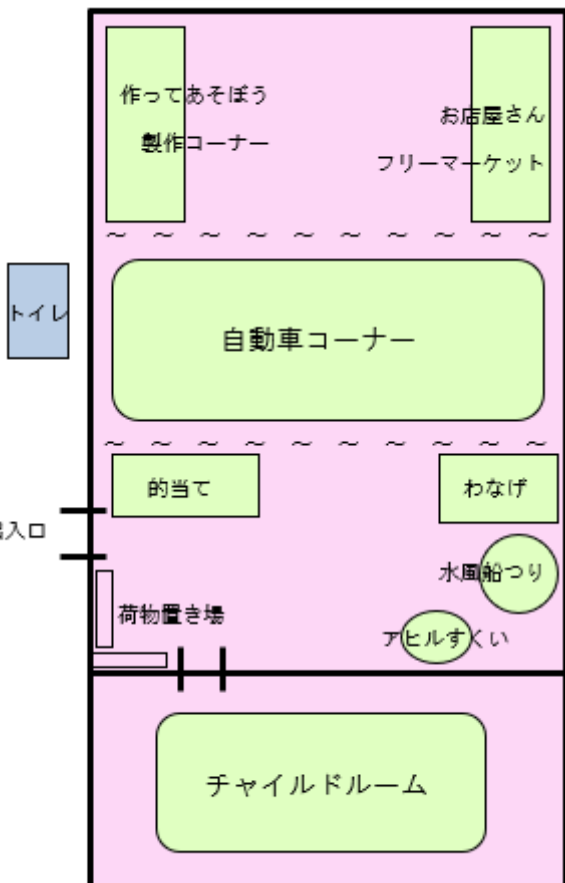 作ってあそぼう
製作コーナー
お店屋さん
フリーマーケット
～ ～ ～ ～ ～ ～ ～ ～ ～ ～
トイレ
自動車コーナー
～ ～ ～ ～ ～ ～ ～ ～ ～ ～
的当て
わなげ
入口
水風船つり
荷物置き場
アヒルすくい
チャイルドルーム